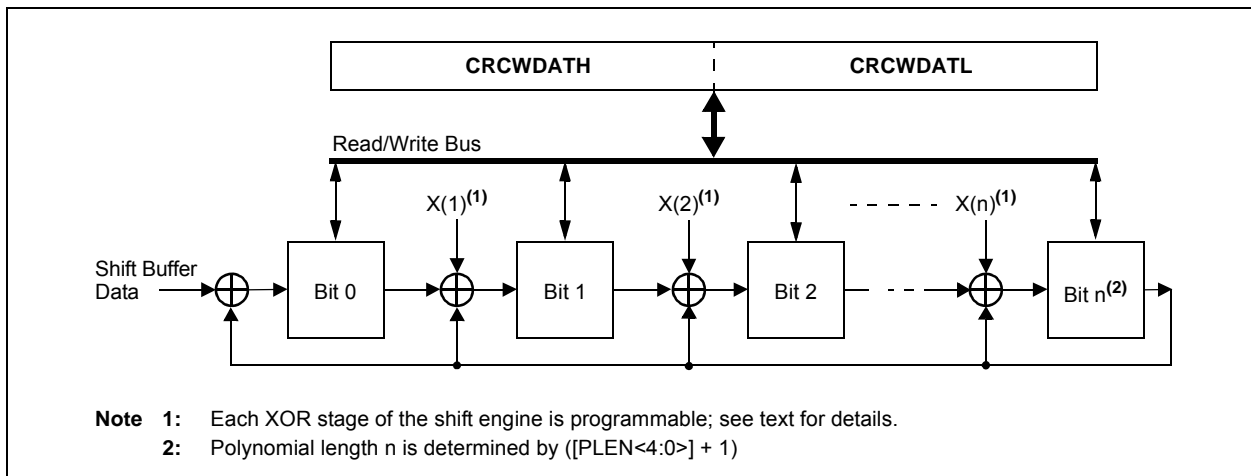 CRCWDATH CRCWDATL
Read/Write Bus
X(1)(1) X(2)(1) X(n)(1)
Shift Buffer
Data
Bit 0 Bit 1 Bit 2 Bit n(2)
Note 1: Each XOR stage of the shift engine is programmable; see text for details.
2: Polynomial length n is determined by ([PLEN<4:0>] + 1)